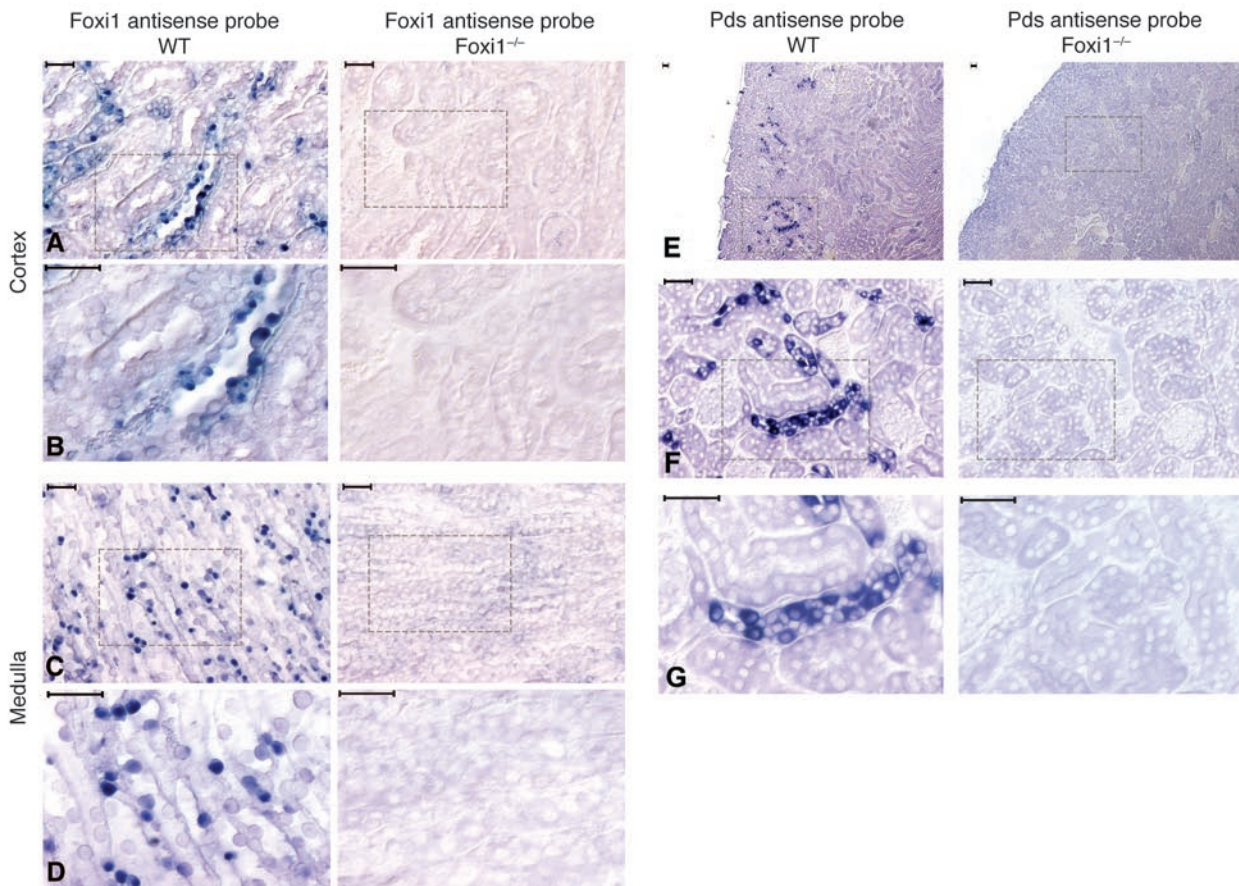 Foxi1 antisense probe
WT
Foxi1 antisense probe
Foxi1–/–
Pds antisense probe
WT
Pds antisense probe
Foxi1–/–
Cortex
A
B
Medulla
C
D
E
F
G